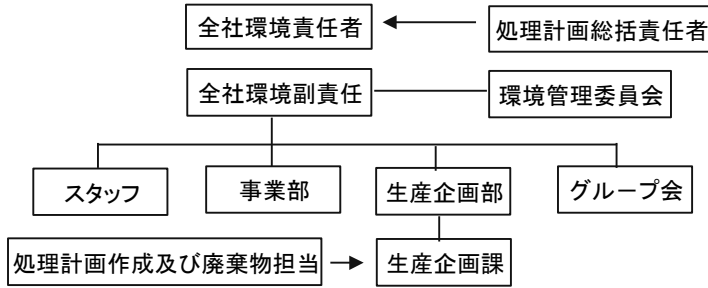 全社環境責任者
処理計画総括責任者
全社環境副責任
環境管理委員会
スタッフ
事業部
生産企画部
グループ会
処理計画作成及び廃棄物担当
生産企画課